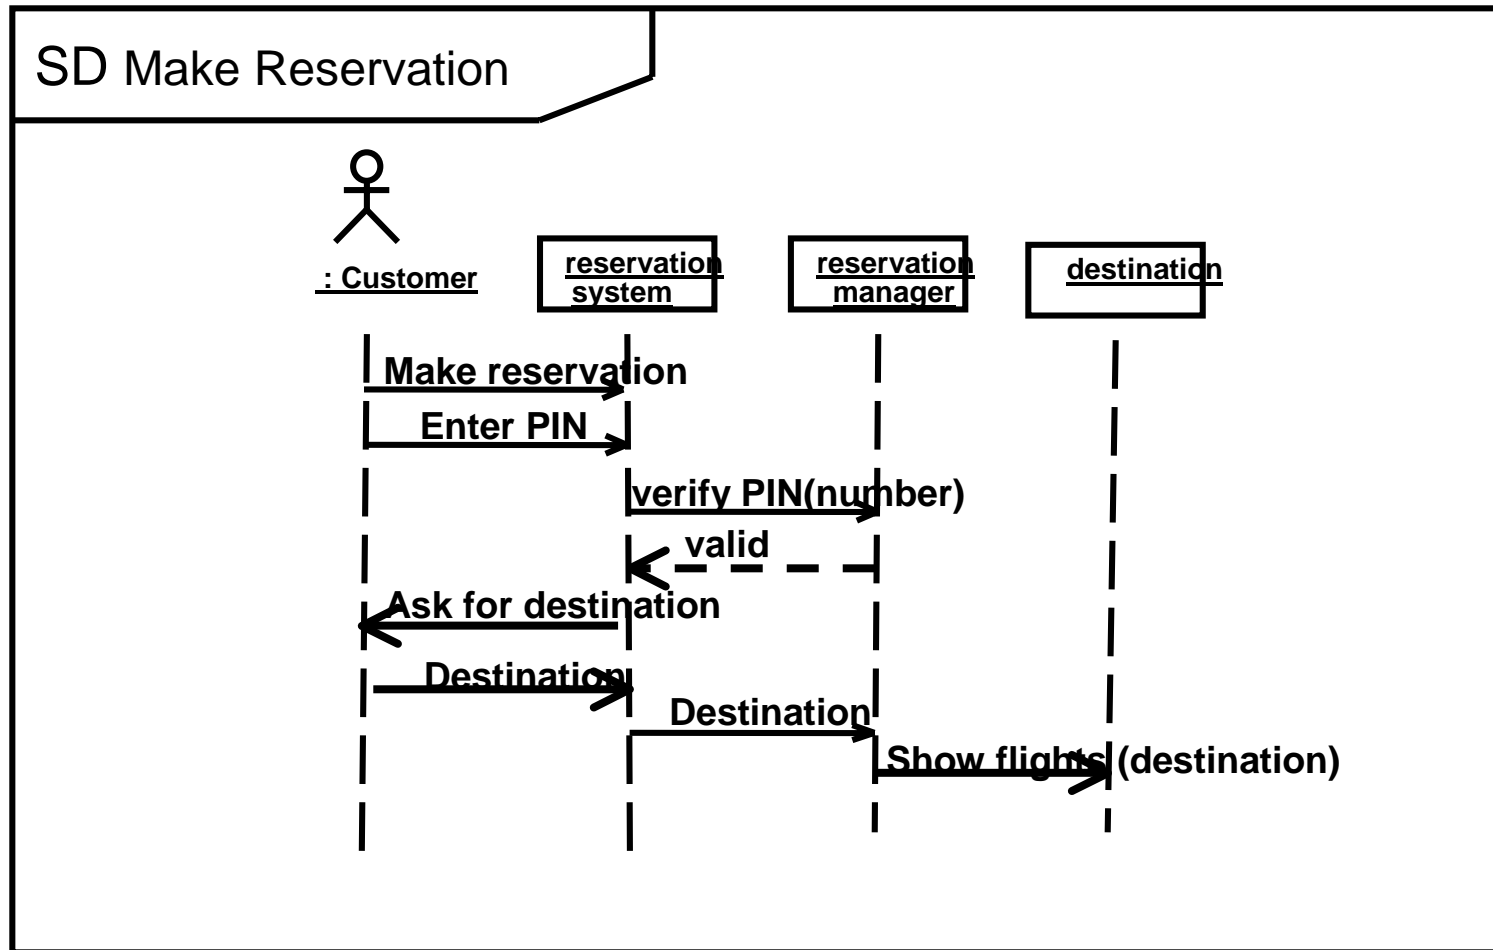 SD Make Reservation
: Customer
reservation
system
reservation
manager
destination
Make reservation
Enter PIN
verify PIN(number)
valid
Ask for destination
Destination
Destination
Show flights (destination)